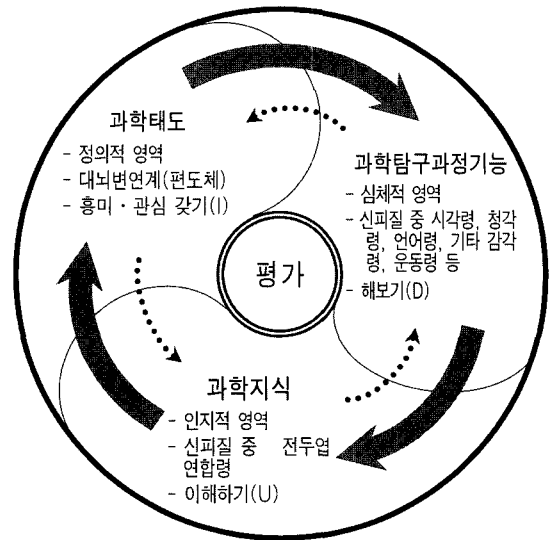 과학태도
- 정의적 영역
- 대뇌변연계(편도체)
- 흥미·관심 갖기(I)
과학탐구과정기능
- 심체적 영역
- 신피질 중 시각령, 청각
령, 언어령, 기타 감각
령, 운동령 등
- 해보기(D)
평가
과학지식
- 인지적 영역
- 신피질 중 전두엽
연합령
- 이해하기(U)